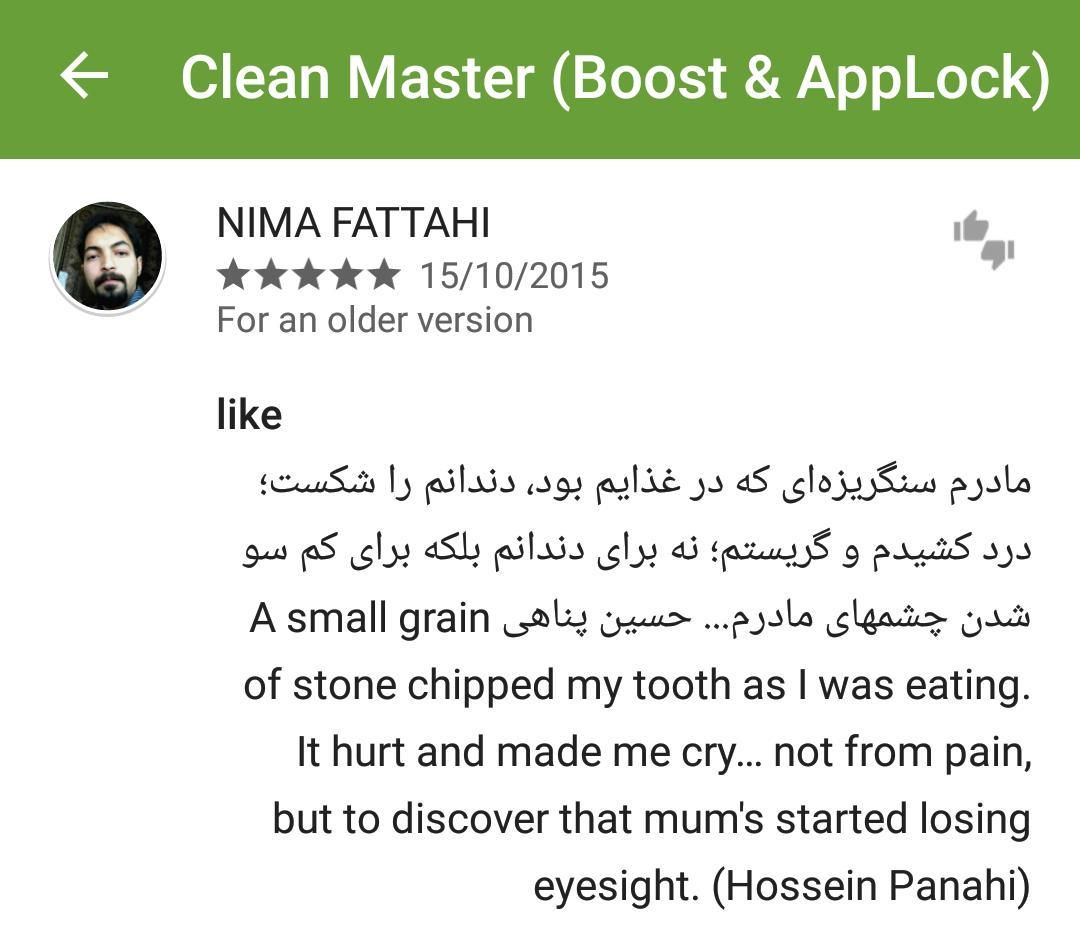 Clean Master (Boost & AppLock)
NIMA FATTAHI
★★★★★ 15/10/2015
For an older version
like
مادرم سنگریزه‌ای که در غذایم بود، دندانم را شکست؛
درد کشیدم و گریستم؛ نه برای دندانم بلکه برای کم سو
شدن چشمهای مادرم... حسین پناهی A small grain
of stone chipped my tooth as I was eating.
It hurt and made me cry... not from pain,
but to discover that mum's started losing
eyesight. (Hossein Panahi)